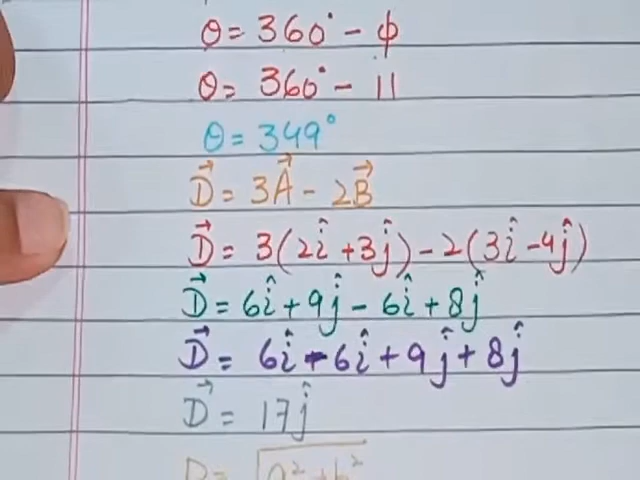 θ = 360° - ϕ
θ = 360° - 11
θ = 349°
D⃗ = 3A⃗ - 2B⃗
D⃗ = 3(2î + 3ĵ) - 2(3î - 4ĵ)
D⃗ = 6î + 9ĵ - 6î + 8ĵ
D⃗ = 6î - 6î + 9ĵ + 8ĵ
D⃗ = 17ĵ